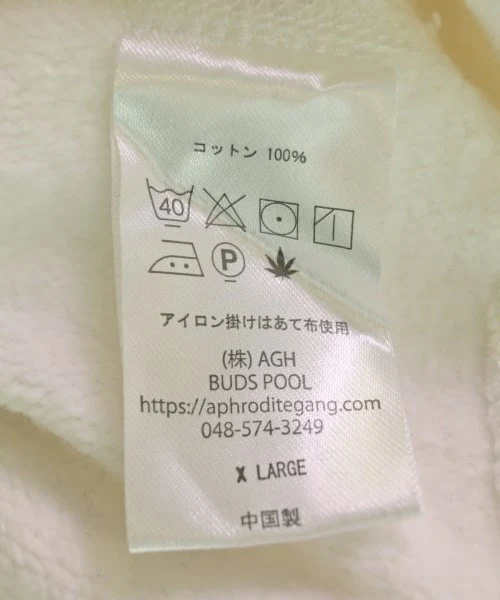 コットン 100%
40
P
アイロン掛けはあて布使用
(株) AGH
BUDS POOL
https://aphroditegang.com
048-574-3249
X LARGE
中国製